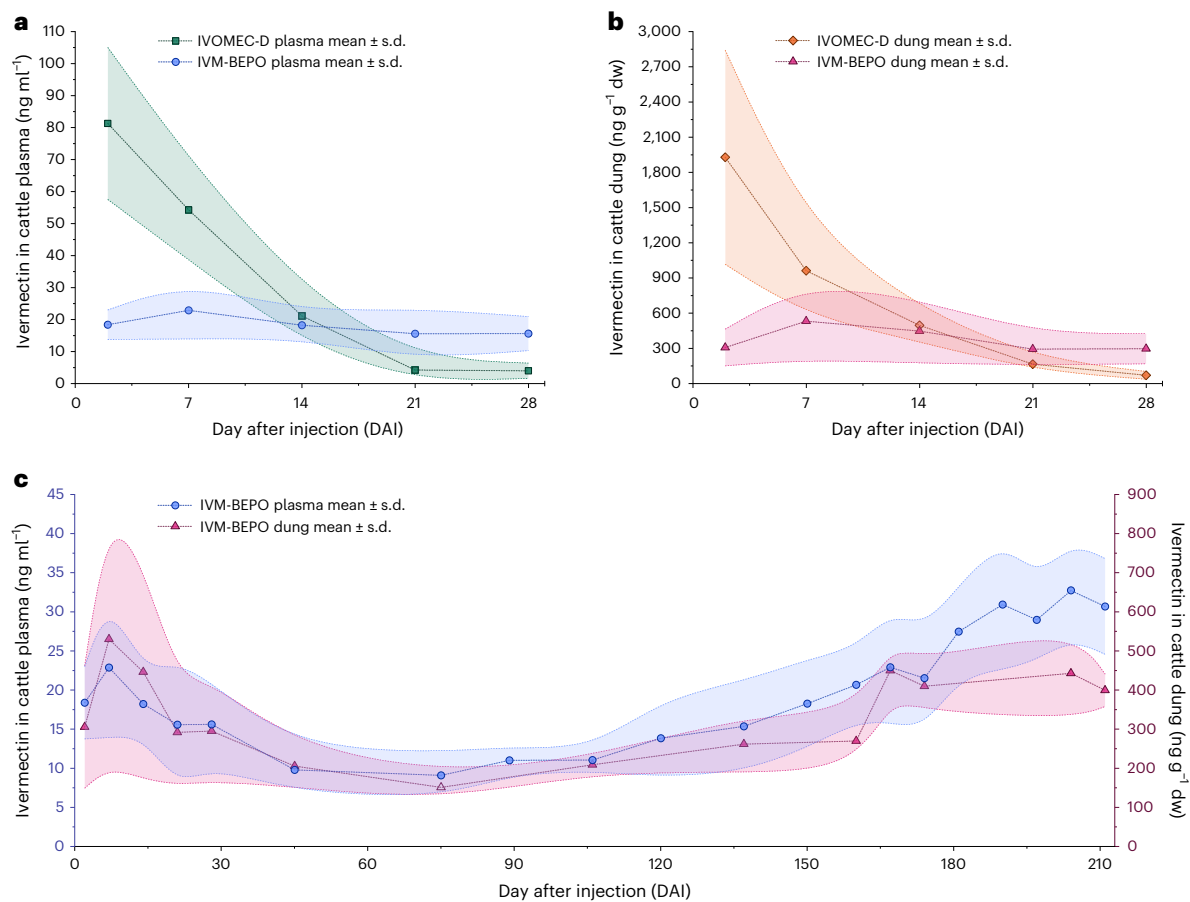 a
IVOMEC-D plasma mean ± s.d.
IVM-BEPO plasma mean ± s.d.
Ivermectin in cattle plasma (ng ml⁻¹)
110
100
90
80
70
60
50
40
30
20
10
0
0 7 14 21 28
Day after injection (DAI)
b
IVOMEC-D dung mean ± s.d.
IVM-BEPO dung mean ± s.d.
Ivermectin in cattle dung (ng g⁻¹ dw)
3,000
2,700
2,400
2,100
1,800
1,500
1,200
900
600
300
0
0 7 14 21 28
Day after injection (DAI)
c
IVM-BEPO plasma mean ± s.d.
IVM-BEPO dung mean ± s.d.
Ivermectin in cattle plasma (ng ml⁻¹)
45
40
35
30
25
20
15
10
5
0
0 30 60 90 120 150 180 210
Day after injection (DAI)
900
800
700
600
500
400
300
200
100
0
Ivermectin in cattle dung (ng g⁻¹ dw)